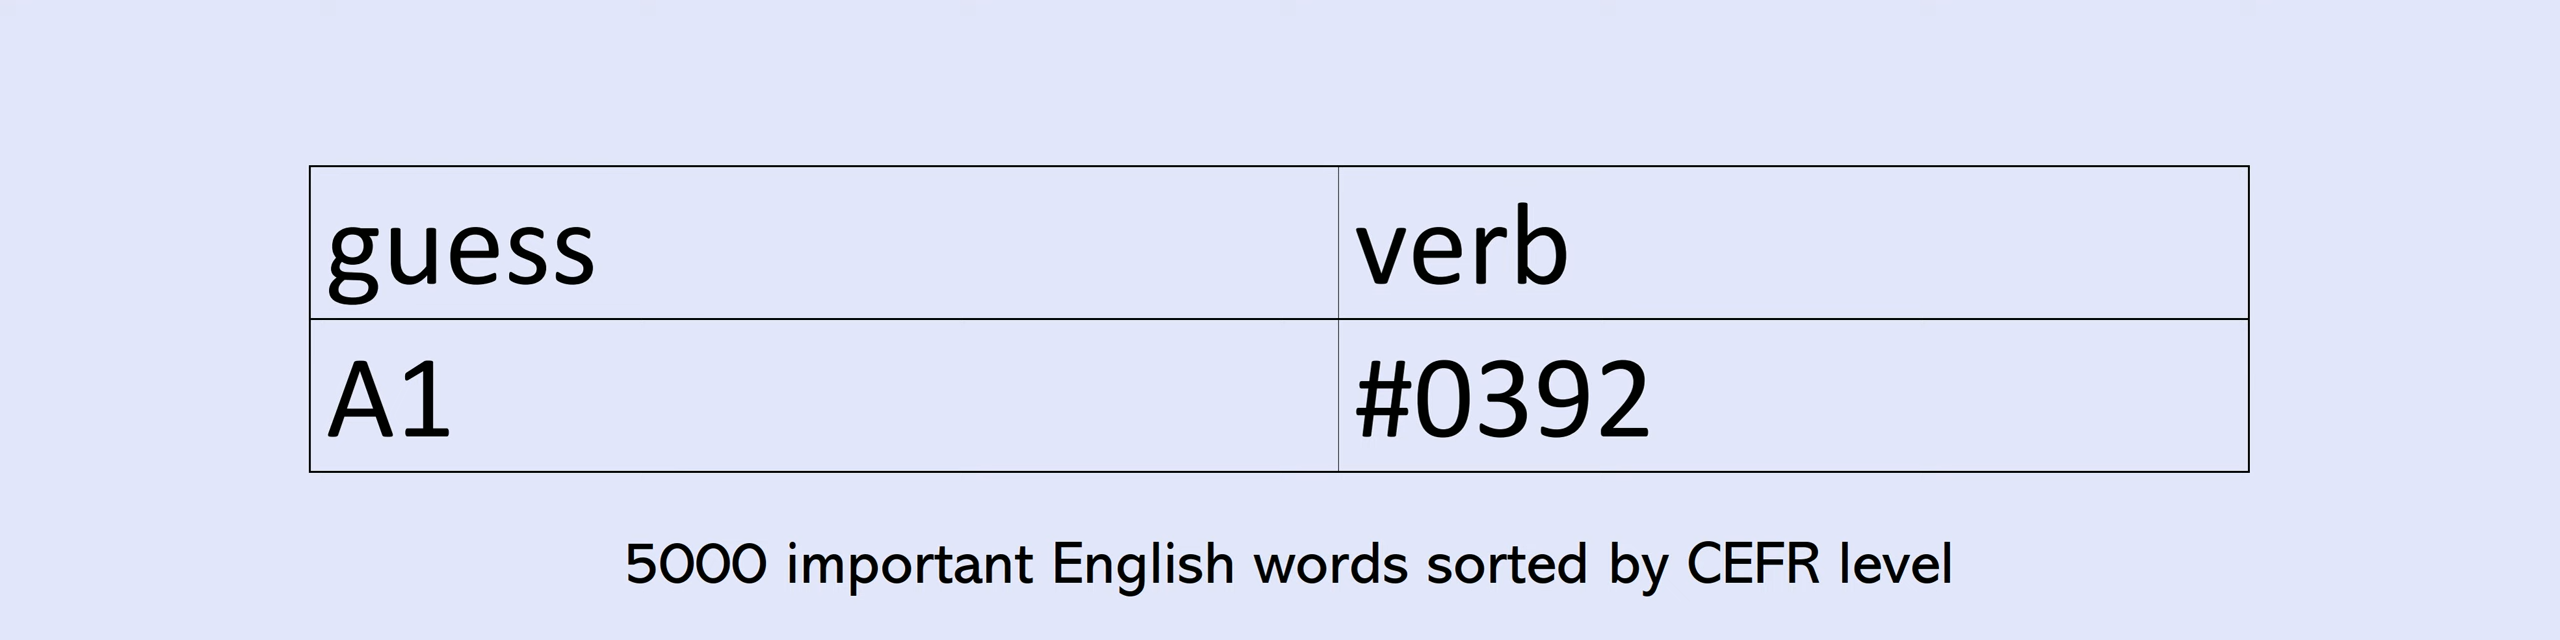 guess verb
A1 #0392
5000 important English words sorted by CEFR level